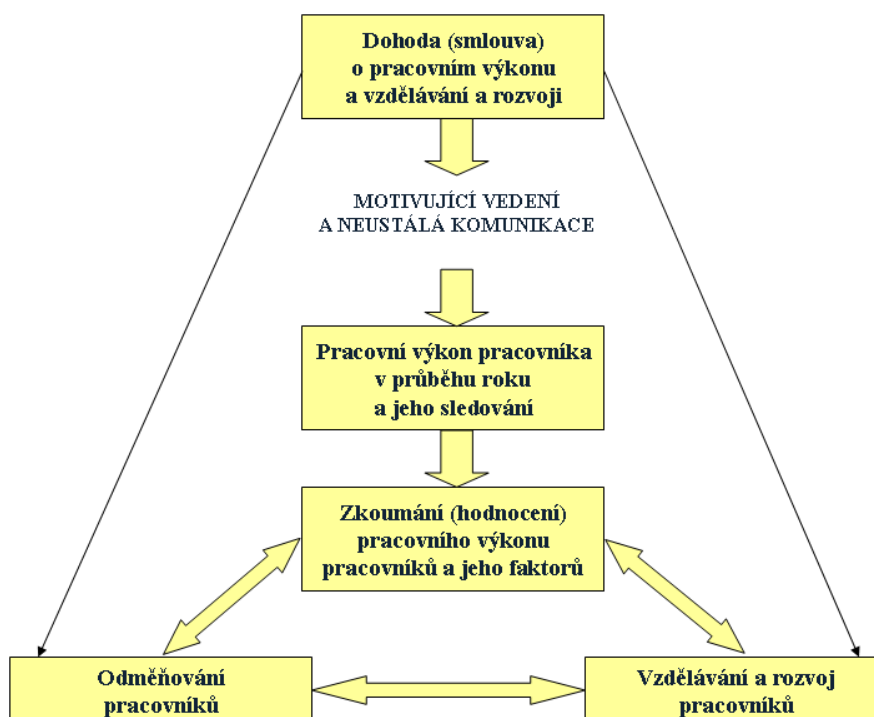 Dohoda (smlouva)
o pracovním výkonu
a vzdělávání a rozvoji
MOTIVUJÍCÍ VEDENÍ
A NEUSTÁLÁ KOMUNIKACE
Pracovní výkon pracovníka
v průběhu roku
a jeho sledování
Zkoumání (hodnocení)
pracovního výkonu
pracovníků a jeho faktorů
Odměňování
pracovníků
Vzdělávání a rozvoj
pracovníků